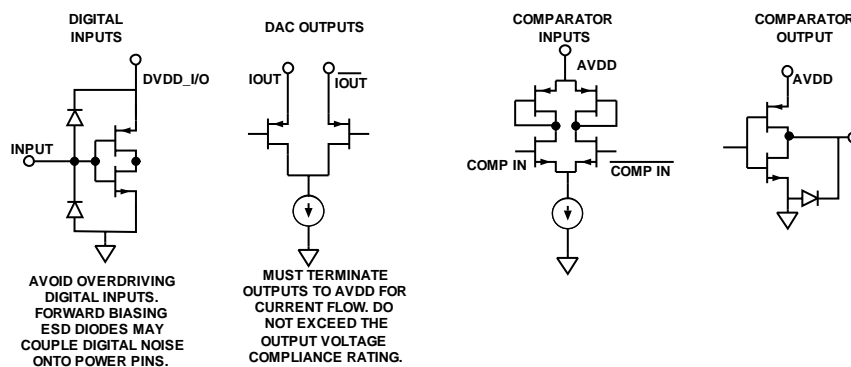 DIGITAL
INPUTS
DVDD_I/O
INPUT
AVOID OVERDRIVING
DIGITAL INPUTS.
FORWARD BIASING
ESD DIODES MAY
COUPLE DIGITAL NOISE
ONTO POWER PINS.
DAC OUTPUTS
IOUT
IOUT
MUST TERMINATE
OUTPUTS TO AVDD FOR
CURRENT FLOW. DO
NOT EXCEED THE
OUTPUT VOLTAGE
COMPLIANCE RATING.
COMPARATOR
INPUTS
AVDD
COMP IN
COMP IN
COMPARATOR
OUTPUT
AVDD